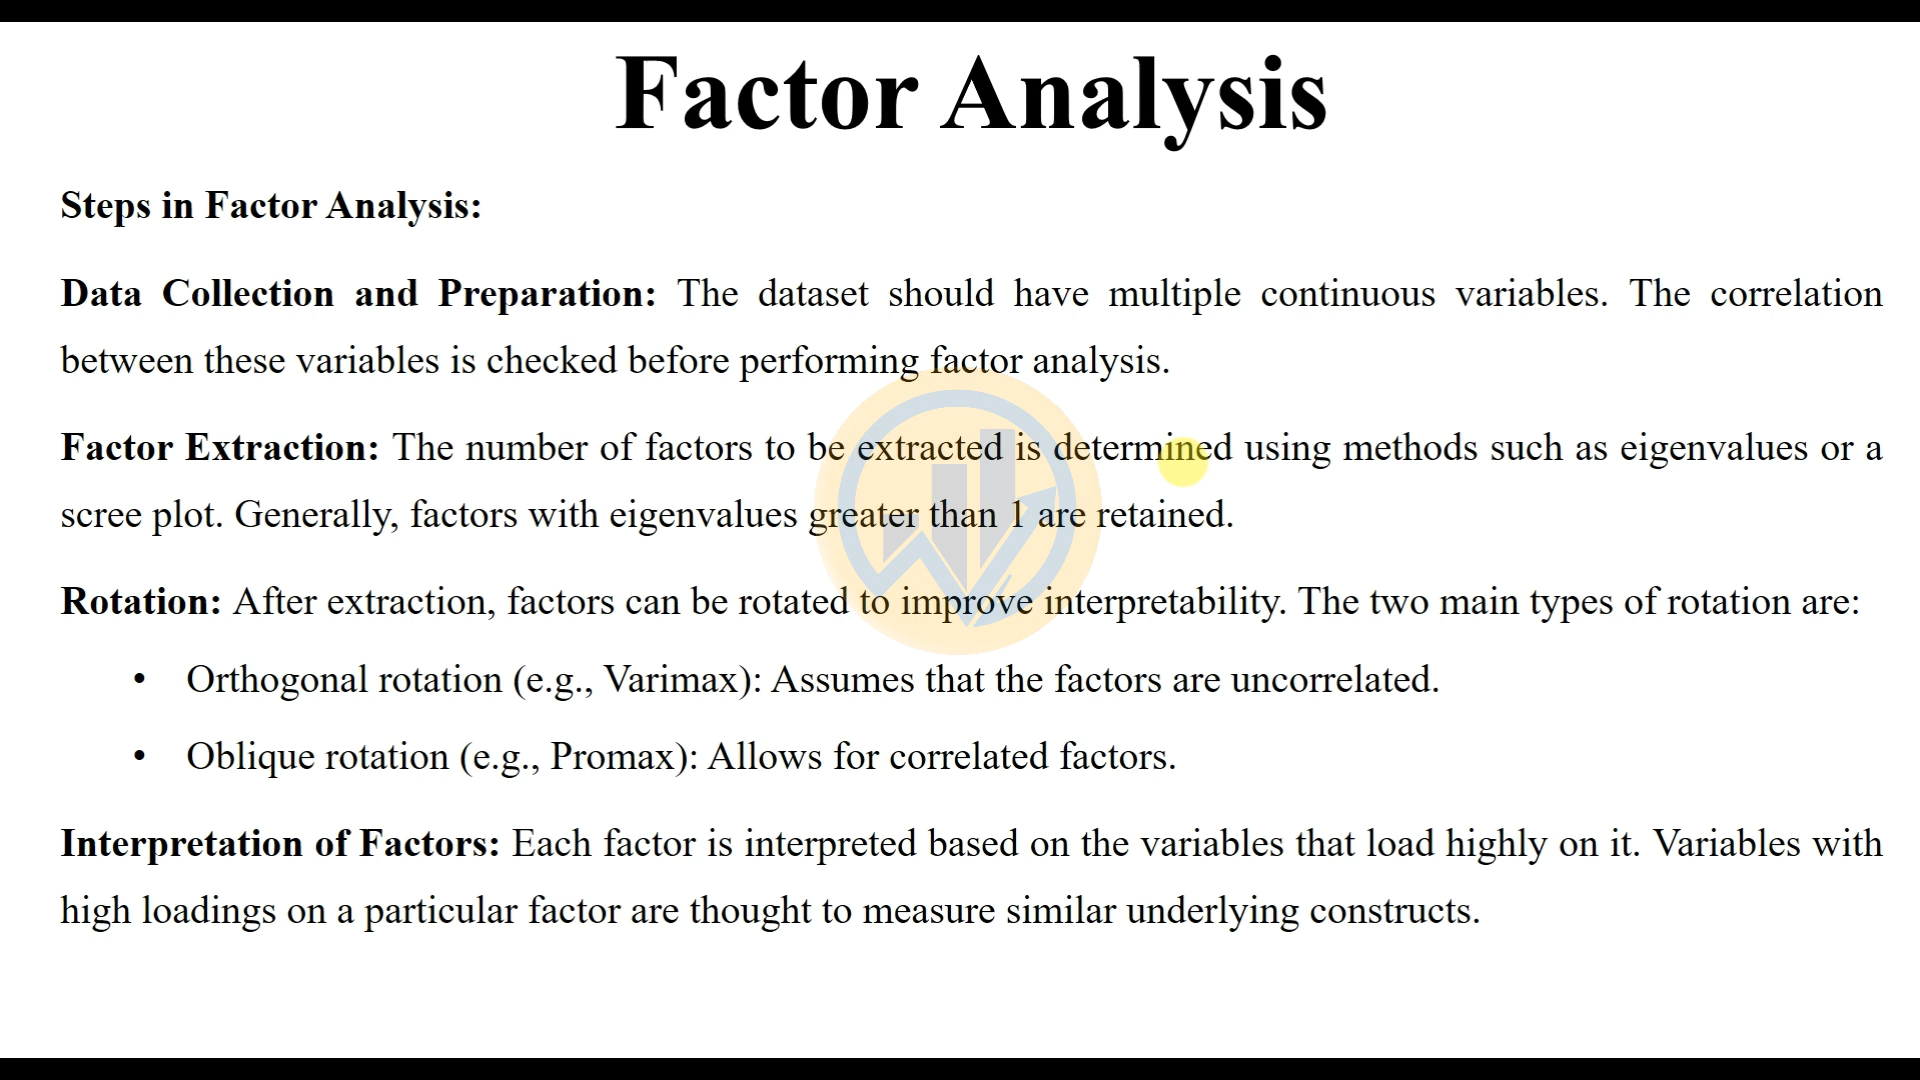 Factor Analysis
Steps in Factor Analysis:
Data Collection and Preparation: The dataset should have multiple continuous variables. The correlation
between these variables is checked before performing factor analysis.
Factor Extraction: The number of factors to be extracted is determined using methods such as eigenvalues or a
scree plot. Generally, factors with eigenvalues greater than 1 are retained.
Rotation: After extraction, factors can be rotated to improve interpretability. The two main types of rotation are:
• Orthogonal rotation (e.g., Varimax): Assumes that the factors are uncorrelated.
• Oblique rotation (e.g., Promax): Allows for correlated factors.
Interpretation of Factors: Each factor is interpreted based on the variables that load highly on it. Variables with
high loadings on a particular factor are thought to measure similar underlying constructs.